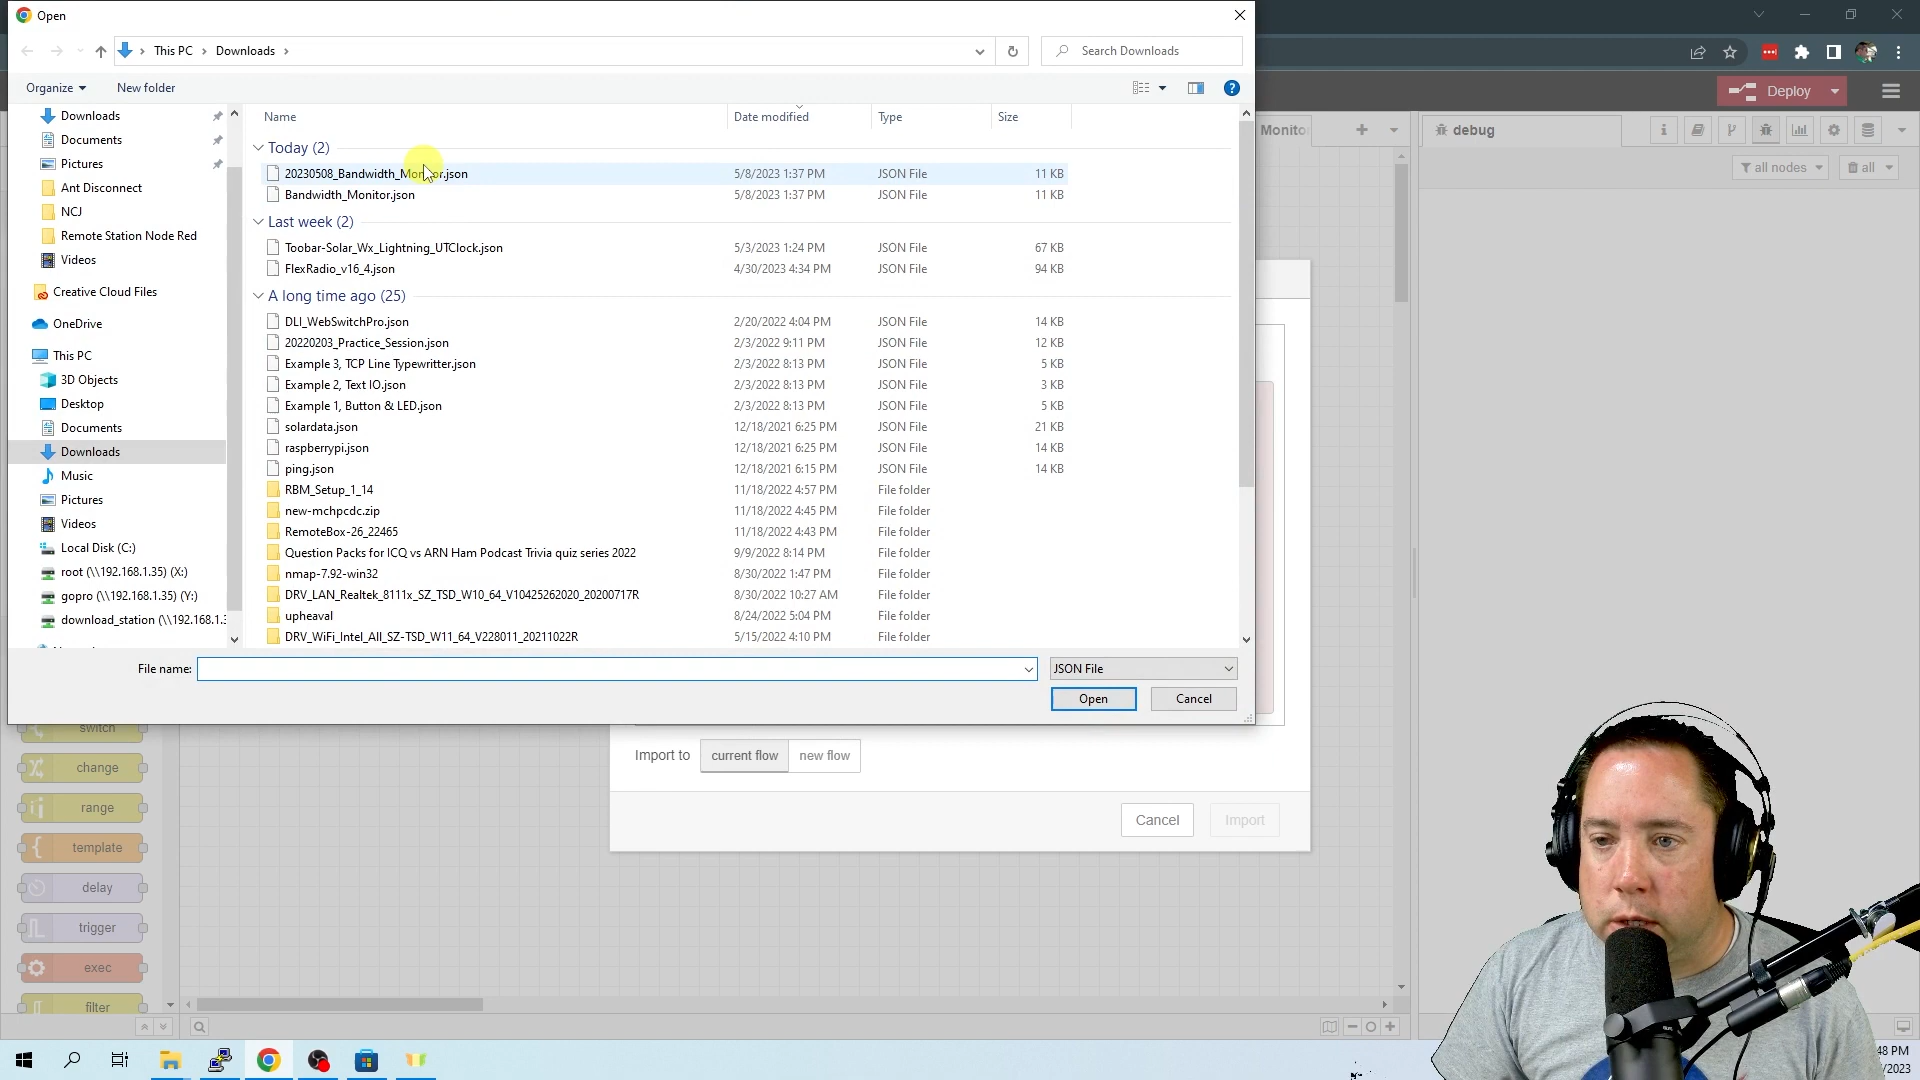 Open
This PC
Downloads
Search Downloads
Organize
New folder
Deploy
Downloads
Documents
Pictures
Ant Disconnect
NCJ
Remote Station Node Red
Videos
Creative Cloud Files
OneDrive
This PC
3D Objects
Desktop
Documents
Downloads
Music
Pictures
Videos
Local Disk (C:)
root (\\192.168.1.35) (X:)
gopro (\\192.168.1.35) (Y:)
download_station (\\192.168.1.3
Name Date modified Type Size
Today (2)
20230508_Bandwidth_Monitor.json 5/8/2023 1:37 PM JSON File 11 KB
Bandwidth_Monitor.json 5/8/2023 1:37 PM JSON File 11 KB
Last week (2)
Toobar-Solar_Wx_Lightning_UTClock.json 5/3/2023 1:24 PM JSON File 67 KB
FlexRadio_v16_4.json 4/30/2023 4:34 PM JSON File 94 KB
A long time ago (25)
DLI_WebSwitchPro.json 2/20/2022 4:04 PM JSON File 14 KB
20220203_Practice_Session.json 2/3/2022 9:11 PM JSON File 12 KB
Example 3, TCP Line Typewritter.json 2/3/2022 8:13 PM JSON File 5 KB
Example 2, Text IO.json 2/3/2022 8:13 PM JSON File 3 KB
Example 1, Button & LED.json 2/3/2022 8:13 PM JSON File 5 KB
solardata.json 12/18/2021 6:25 PM JSON File 21 KB
raspberrypi.json 12/18/2021 6:25 PM JSON File 14 KB
ping.json 12/18/2021 6:15 PM JSON File 14 KB
RBM_Setup_1_14 11/18/2022 4:57 PM File folder
new-mchpcdc.zip 11/18/2022 4:45 PM File folder
RemoteBox-26_22465 11/18/2022 4:43 PM File folder
Question Packs for ICQ vs ARN Ham Podcast Trivia quiz series 2022 9/9/2022 8:14 PM File folder
nmap-7.92-win32 8/30/2022 1:47 PM File folder
DRV_LAN_Realtek_8111x_SZ_TSD_W10_64_V10425262020_20200717R 8/30/2022 10:27 AM File folder
upheaval 8/24/2022 5:04 PM File folder
DRV_WiFi_Intel_All_SZ-TSD_W11_64_V228011_20211022R 5/15/2022 4:10 PM File folder
File name:
JSON File
Open Cancel
Monitor
debug
all nodes
all
Import to current flow new flow
Cancel Import
switch
change
range
template
delay
trigger
exec
filter
48 PM
/2023